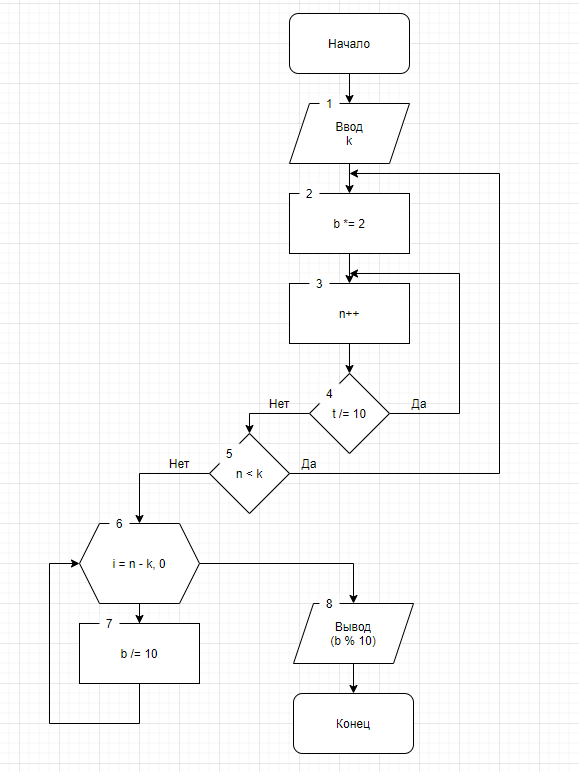 Начало
1
Ввод
k
2
b *= 2
3
n++
4
t /= 10
Нет
Да
5
n < k
Нет
Да
6
i = n - k, 0
7
b /= 10
8
Вывод
(b % 10)
Конец